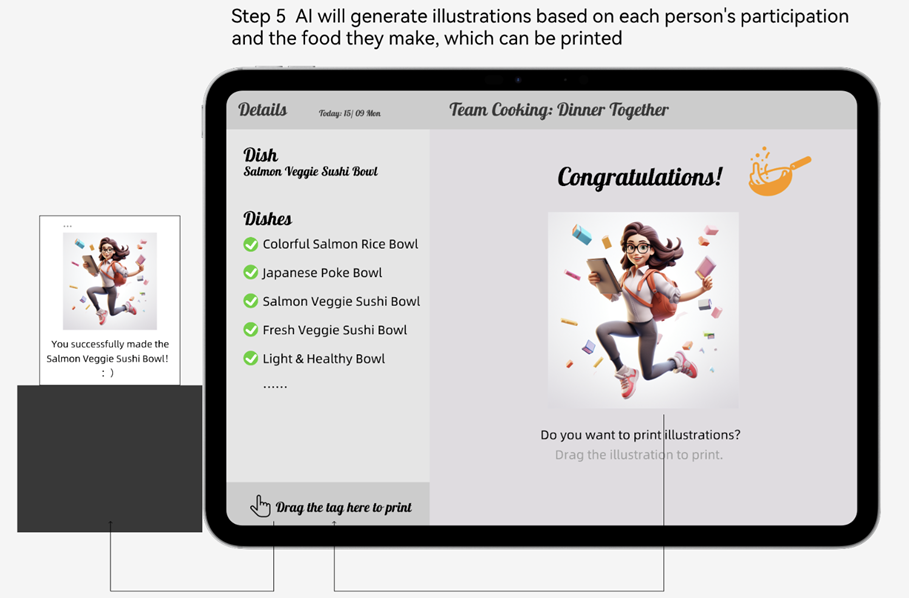 Step 5  AI will generate illustrations based on each person's participation
and the food they make, which can be printed
Details
Today: 15/ 09 Mon
Team Cooking: Dinner Together
Dish
Salmon Veggie Sushi Bowl
Dishes
Colorful Salmon Rice Bowl
Japanese Poke Bowl
Salmon Veggie Sushi Bowl
Fresh Veggie Sushi Bowl
Light & Healthy Bowl
......
Drag the tag here to print
Congratulations!
Do you want to print illustrations?
Drag the illustration to print.
...
You successfully made the
Salmon Veggie Sushi Bowl!
: )